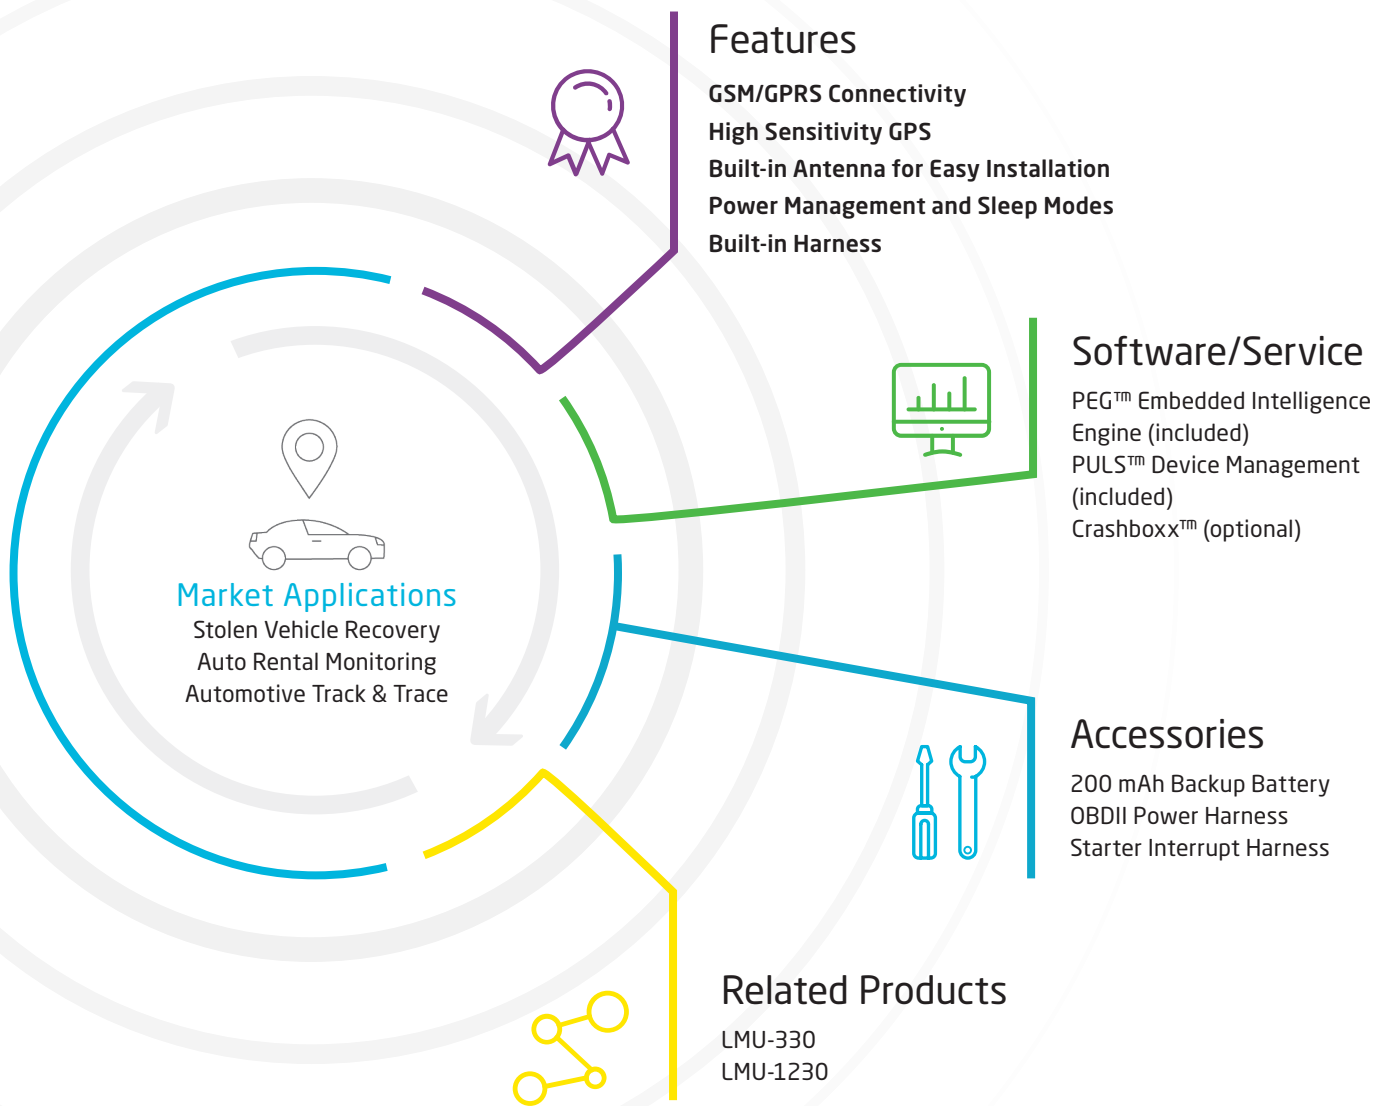 Features
GSM/GPRS Connectivity
High Sensitivity GPS
Built-in Antenna for Easy Installation
Power Management and Sleep Modes
Built-in Harness
Software/Service
PEG™ Embedded Intelligence
Engine (included)
PULS™ Device Management
(included)
Crashboxx™ (optional)
Market Applications
Stolen Vehicle Recovery
Auto Rental Monitoring
Automotive Track & Trace
Accessories
200 mAh Backup Battery
OBDII Power Harness
Starter Interrupt Harness
Related Products
LMU-330
LMU-1230